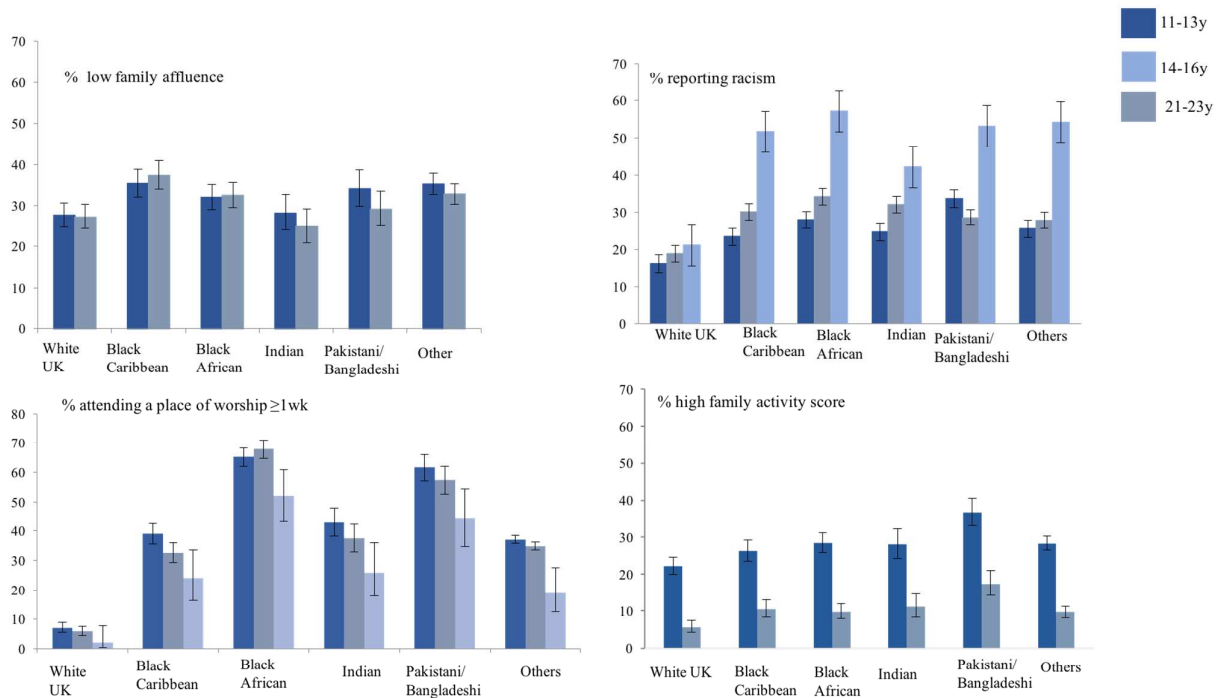 11-13y
14-16y
21-23y
% low family affluence
70
60
50
40
30
20
10
0
White UK
Black Caribbean
Black African
Indian
Pakistani/ Bangladeshi
Other
% reporting racism
70
60
50
40
30
20
10
0
White UK
Black Caribbean
Black African
Indian
Pakistani/ Bangladeshi
Others
% attending a place of worship ≥1wk
80
70
60
50
40
30
20
10
0
White UK
Black Caribbean
Black African
Indian
Pakistani/ Bangladeshi
Others
% high family activity score
70
60
50
40
30
20
10
0
White UK
Black Caribbean
Black African
Indian
Pakistani/ Bangladeshi
Others